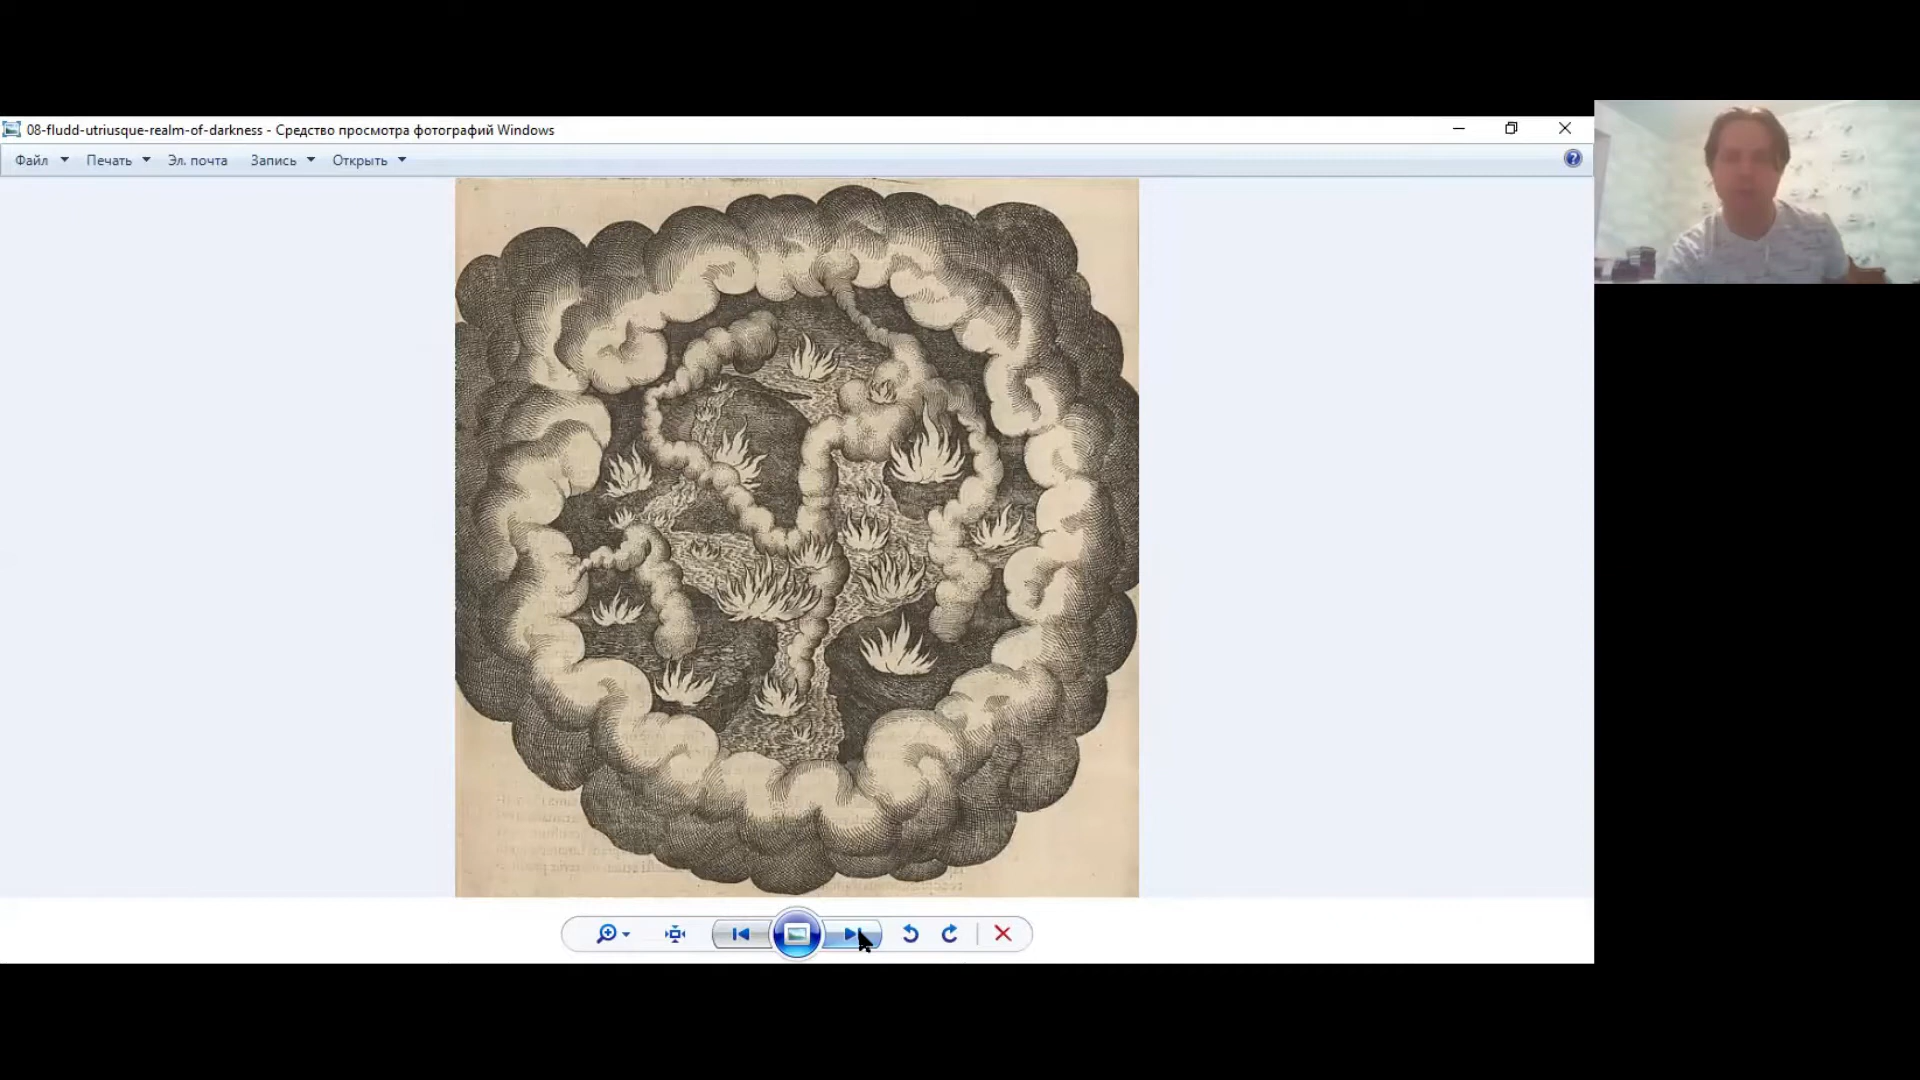 08-fludd-utriusque-realm-of-darkness - Средство просмотра фотографий Windows
Файл Печать Эл. почта Запись Открыть